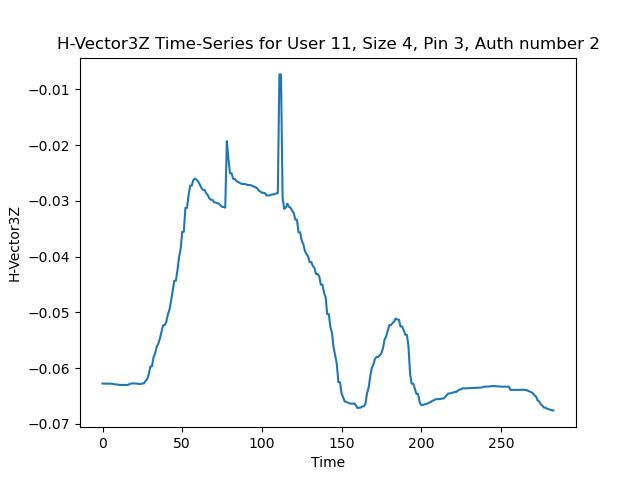 H-Vector3Z Time-Series for User 11, Size 4, Pin 3, Auth number 2
−0.01
−0.02
−0.03
−0.04
−0.05
−0.06
−0.07
H-Vector3Z
0 50 100 150 200 250
Time